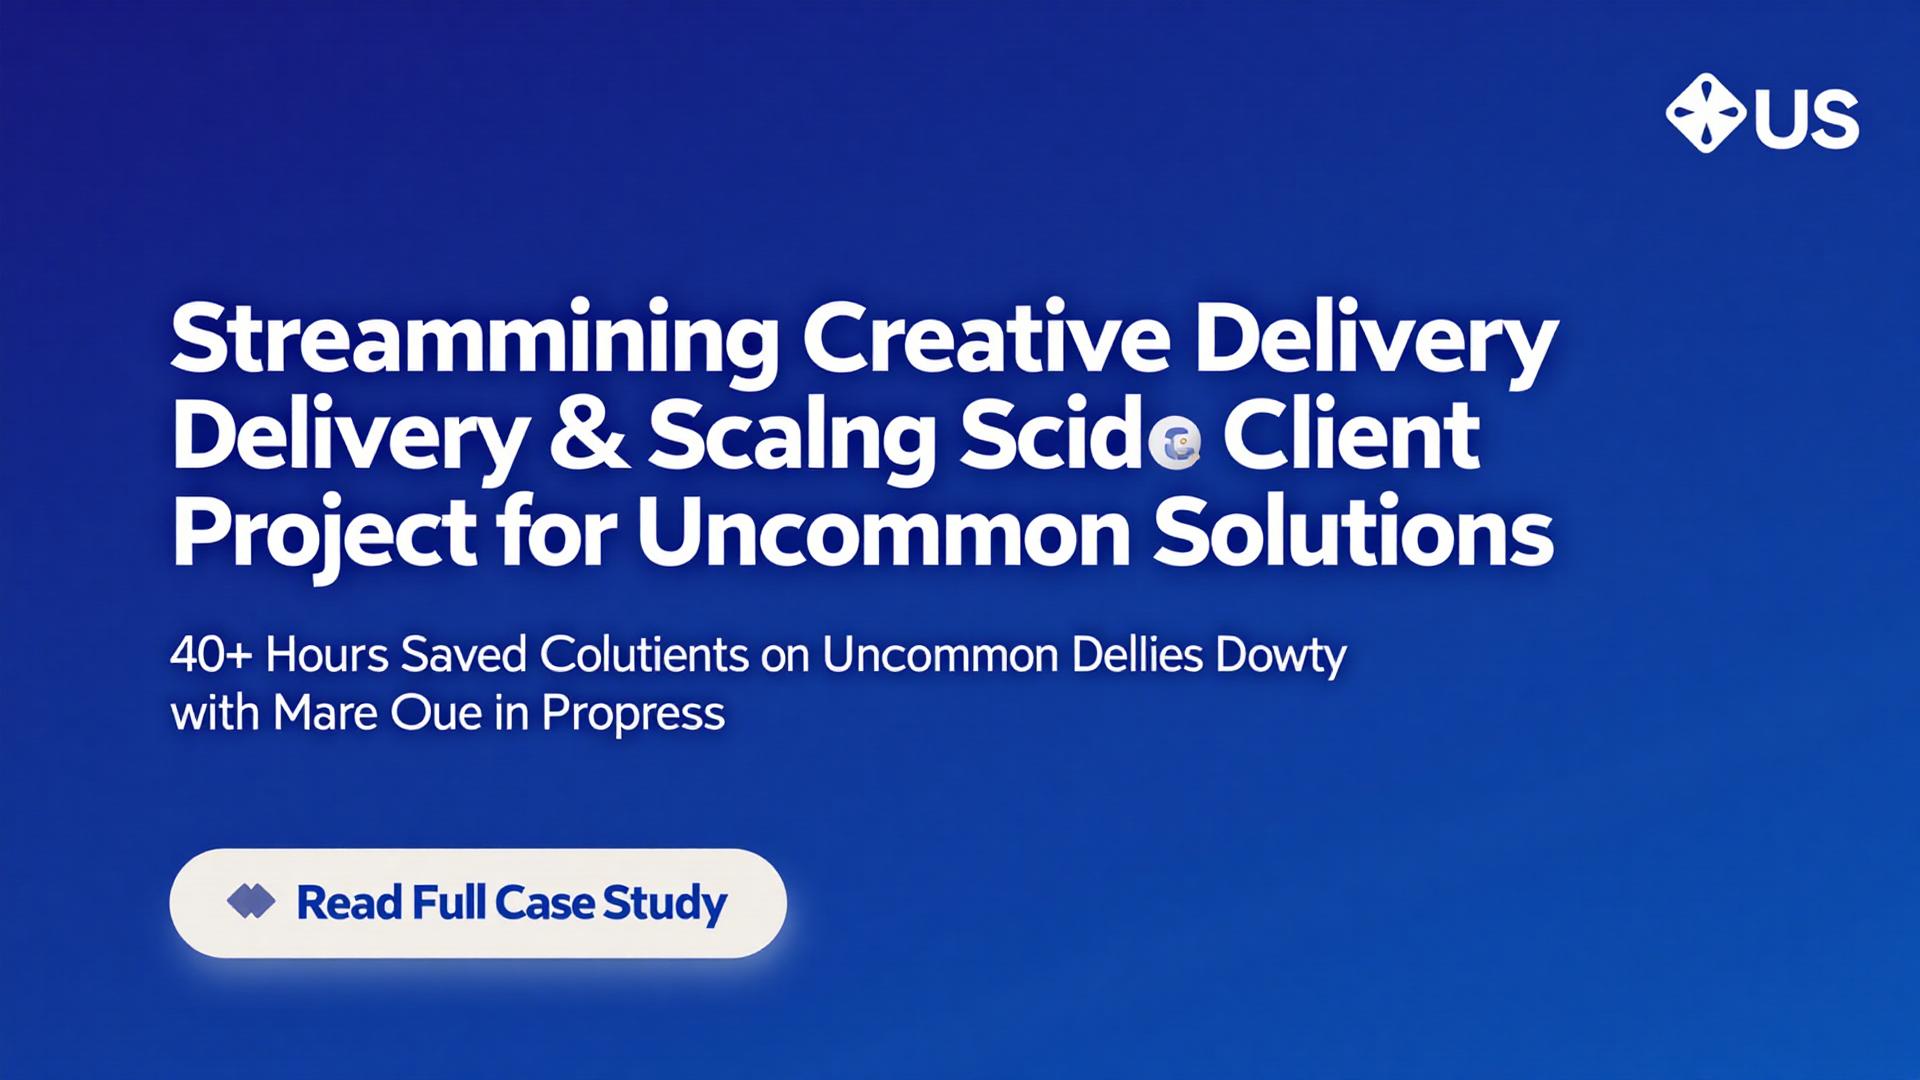 US
Streammining Creative Delivery
Delivery & Scalng Scide Client
Project for Uncommon Solutions
40+ Hours Saved Colutients on Uncommon Dellies Dowty
with Mare Oue in Propress
Read Full Case Study